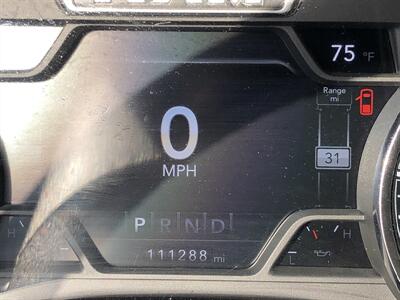 75 °F
Range
mi
0
31
MPH
P R N D
H
H
L
111288 mi